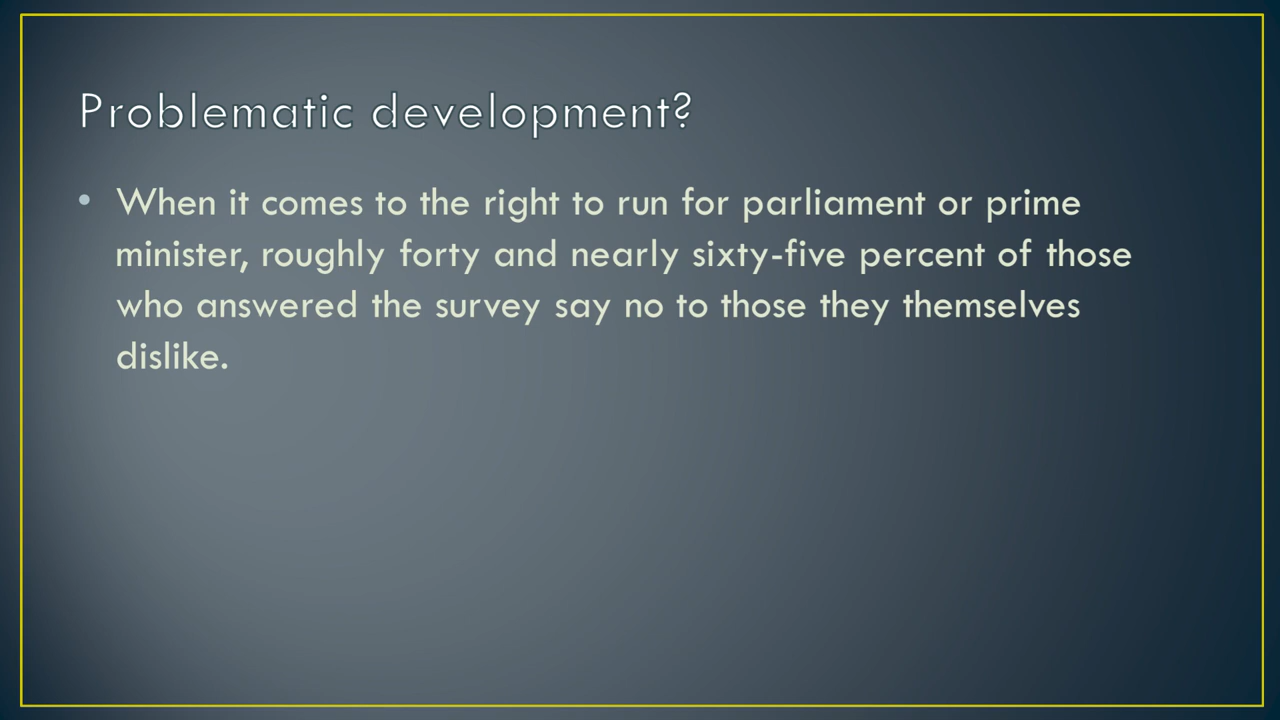 Problematic development?
• When it comes to the right to run for parliament or prime
minister, roughly forty and nearly sixty-five percent of those
who answered the survey say no to those they themselves
dislike.